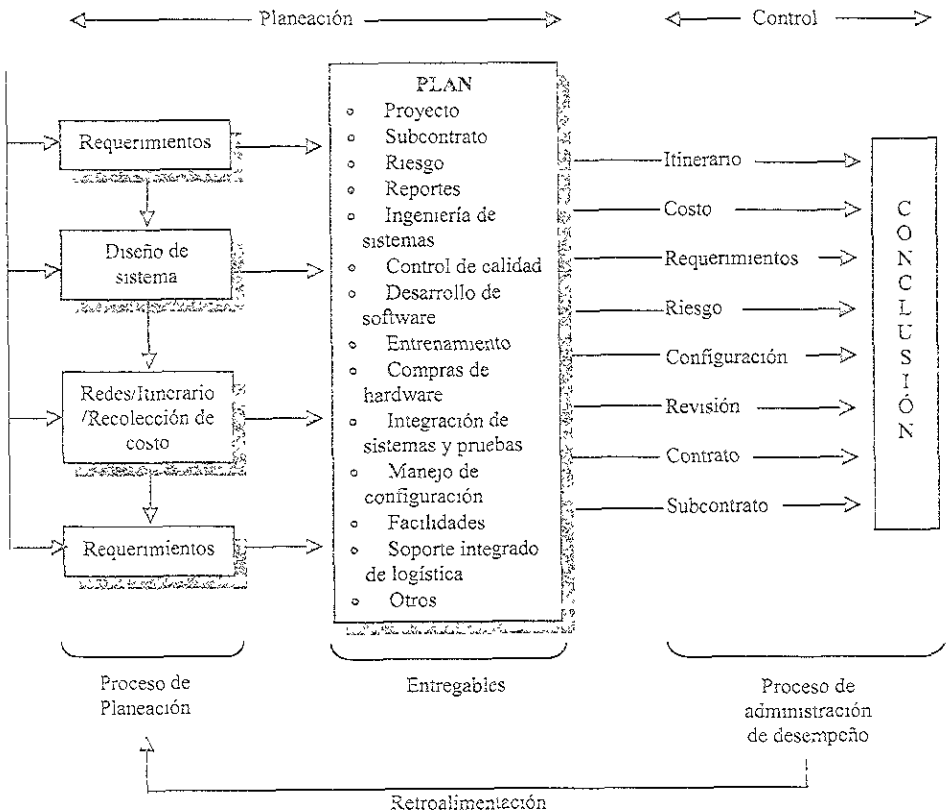 Planeación
Control
Requerimientos
Diseño de
sistema
Redes/Itinerario
/Recolección de
costo
Requerimientos
PLAN
Proyecto
Subcontrato
Riesgo
Reportes
Ingeniería de
sistemas
Control de calidad
Desarrollo de
software
Entrenamiento
Compras de
hardware
Integración de
sistemas y pruebas
Manejo de
configuración
Facilidades
Soporte integrado
de logística
Otros
Itinerario
Costo
Requerimientos
Riesgo
Configuración
Revisión
Contrato
Subcontrato
CONCLUSIÓN
Proceso de
Planeación
Entregables
Proceso de
administración
de desempeño
Retroalimentación